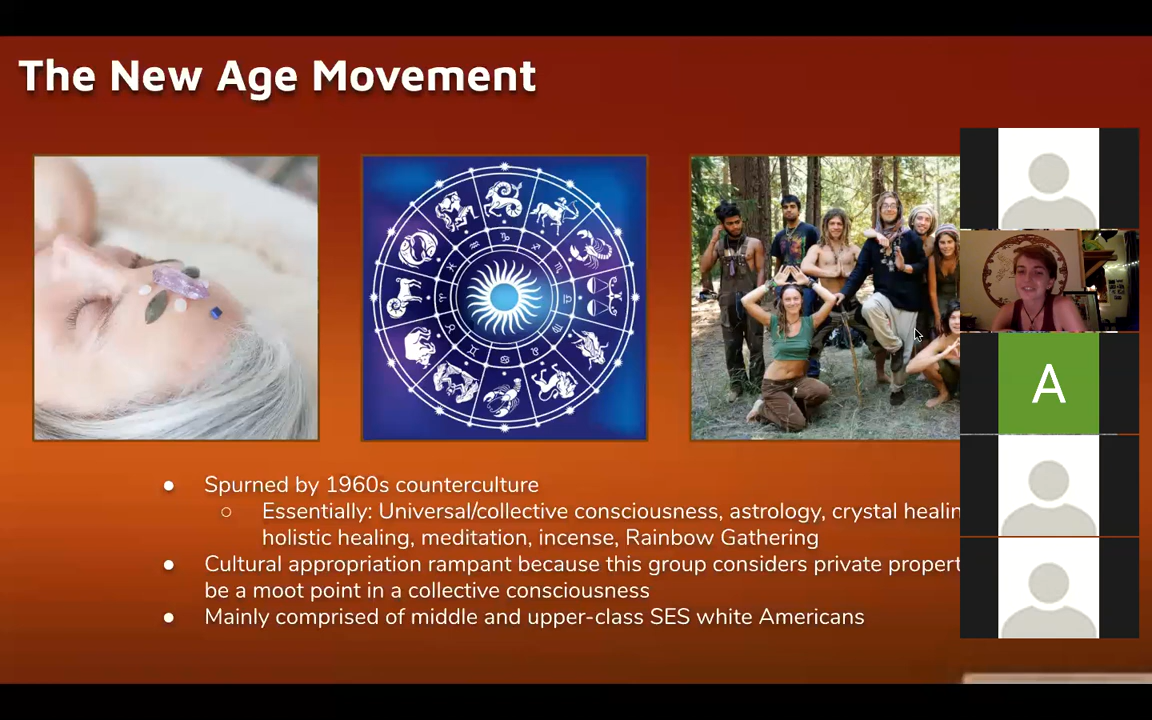 The New Age Movement
A
● Spurned by 1960s counterculture
○ Essentially: Universal/collective consciousness, astrology, crystal healin
holistic healing, meditation, incense, Rainbow Gathering
● Cultural appropriation rampant because this group considers private propert
be a moot point in a collective consciousness
● Mainly comprised of middle and upper-class SES white Americans